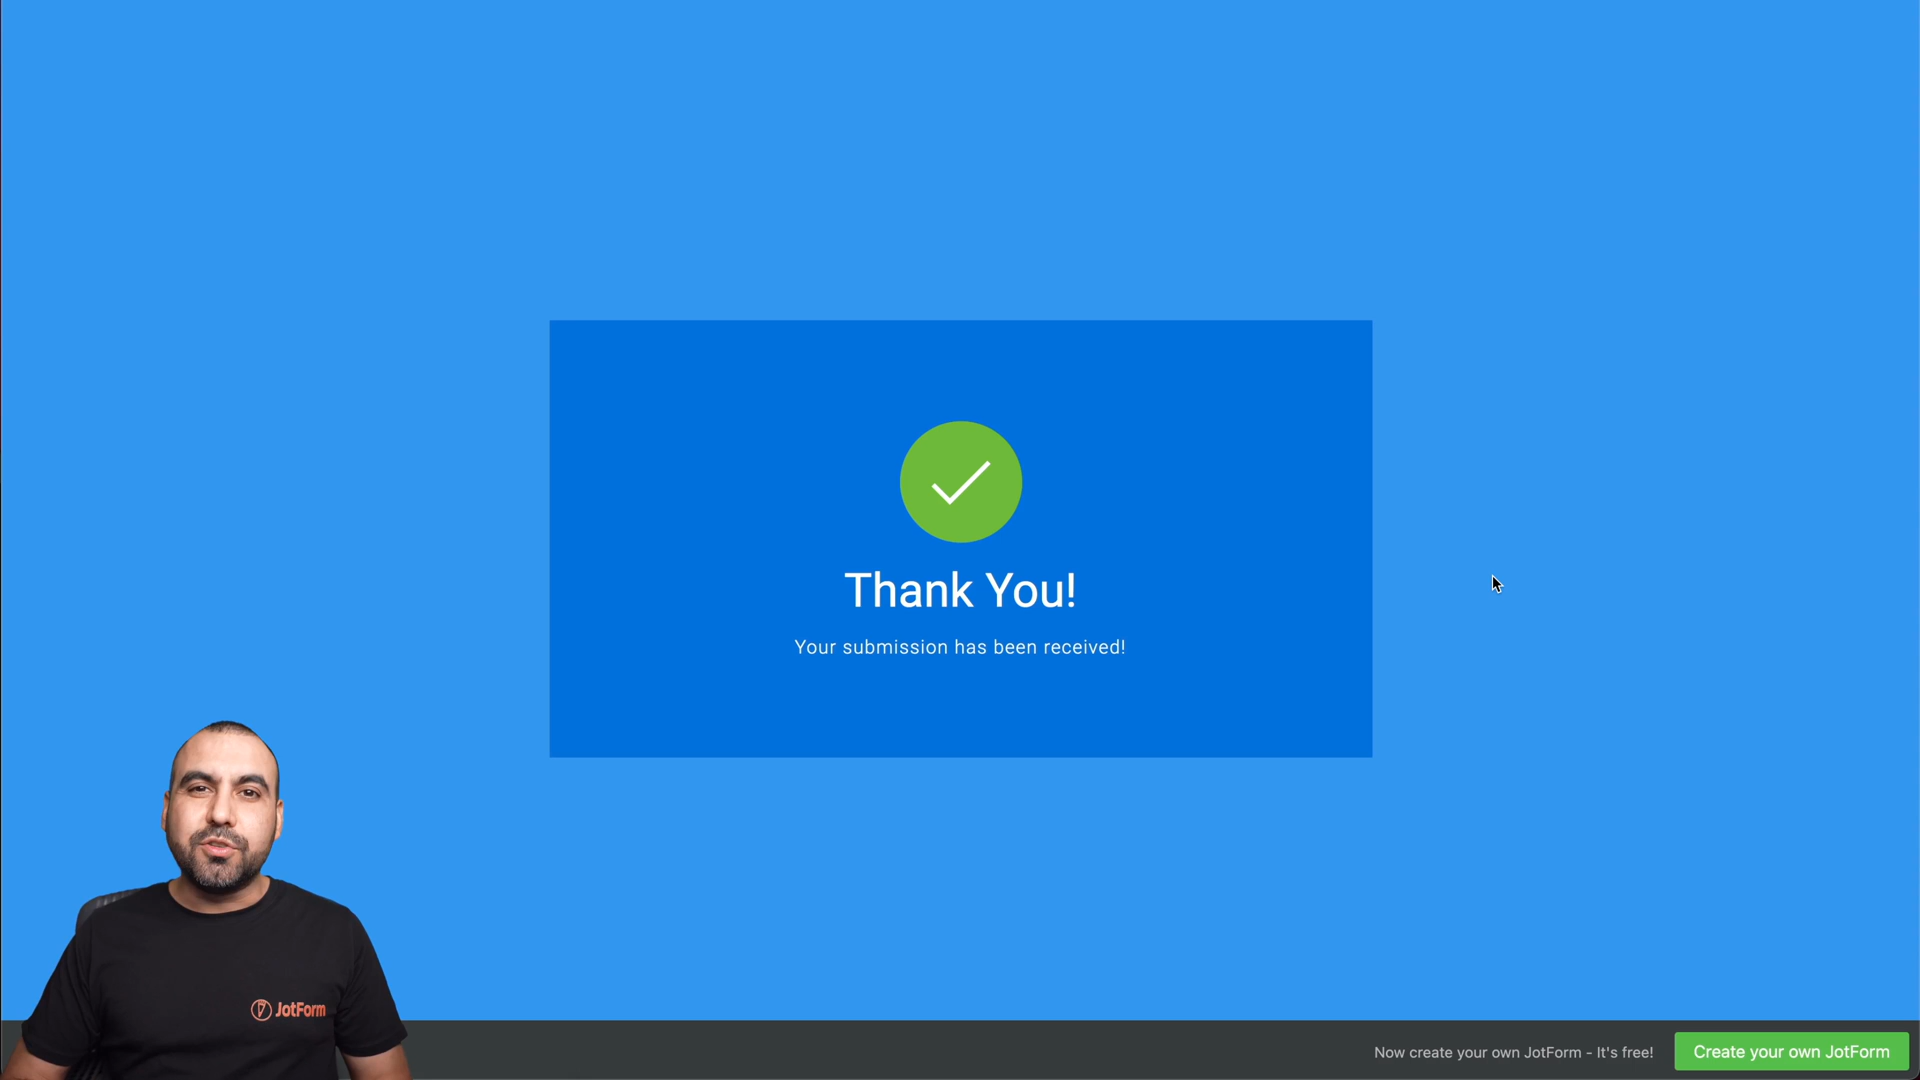 Thank You!
Your submission has been received!
JotForm
Now create your own JotForm - It's free!
Create your own JotForm